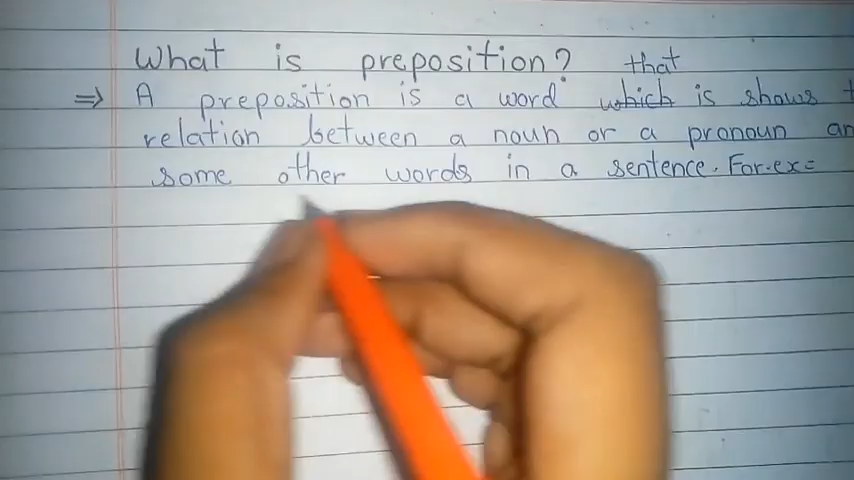 What is preposition?
that
⇒ A preposition is a word which is shows t
relation between a noun or a pronoun an
some other words in a sentence. For.ex=